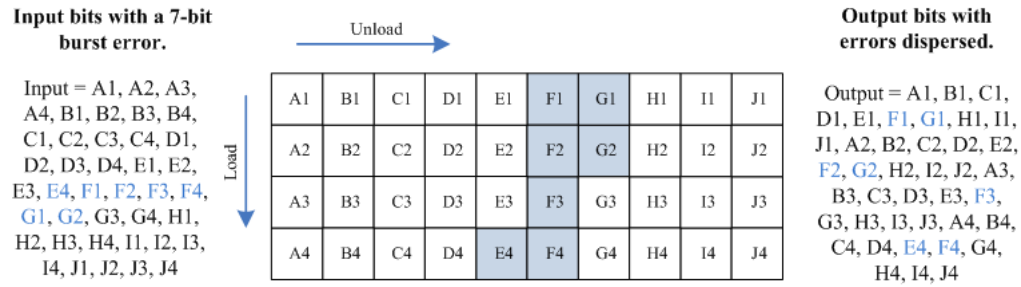 Input bits with a 7-bit
burst error.
Input = A1, A2, A3,
A4, B1, B2, B3, B4,
C1, C2, C3, C4, D1,
D2, D3, D4, E1, E2,
E3, E4, F1, F2, F3, F4,
G1, G2, G3, G4, H1,
H2, H3, H4, I1, I2, I3,
I4, J1, J2, J3, J4
Unload
Load
A1 B1 C1 D1 E1 F1 G1 H1 I1 J1
A2 B2 C2 D2 E2 F2 G2 H2 I2 J2
A3 B3 C3 D3 E3 F3 G3 H3 I3 J3
A4 B4 C4 D4 E4 F4 G4 H4 I4 J4
Output bits with
errors dispersed.
Output = A1, B1, C1,
D1, E1, F1, G1, H1, I1,
J1, A2, B2, C2, D2, E2,
F2, G2, H2, I2, J2, A3,
B3, C3, D3, E3, F3,
G3, H3, I3, J3, A4, B4,
C4, D4, E4, F4, G4,
H4, I4, J4